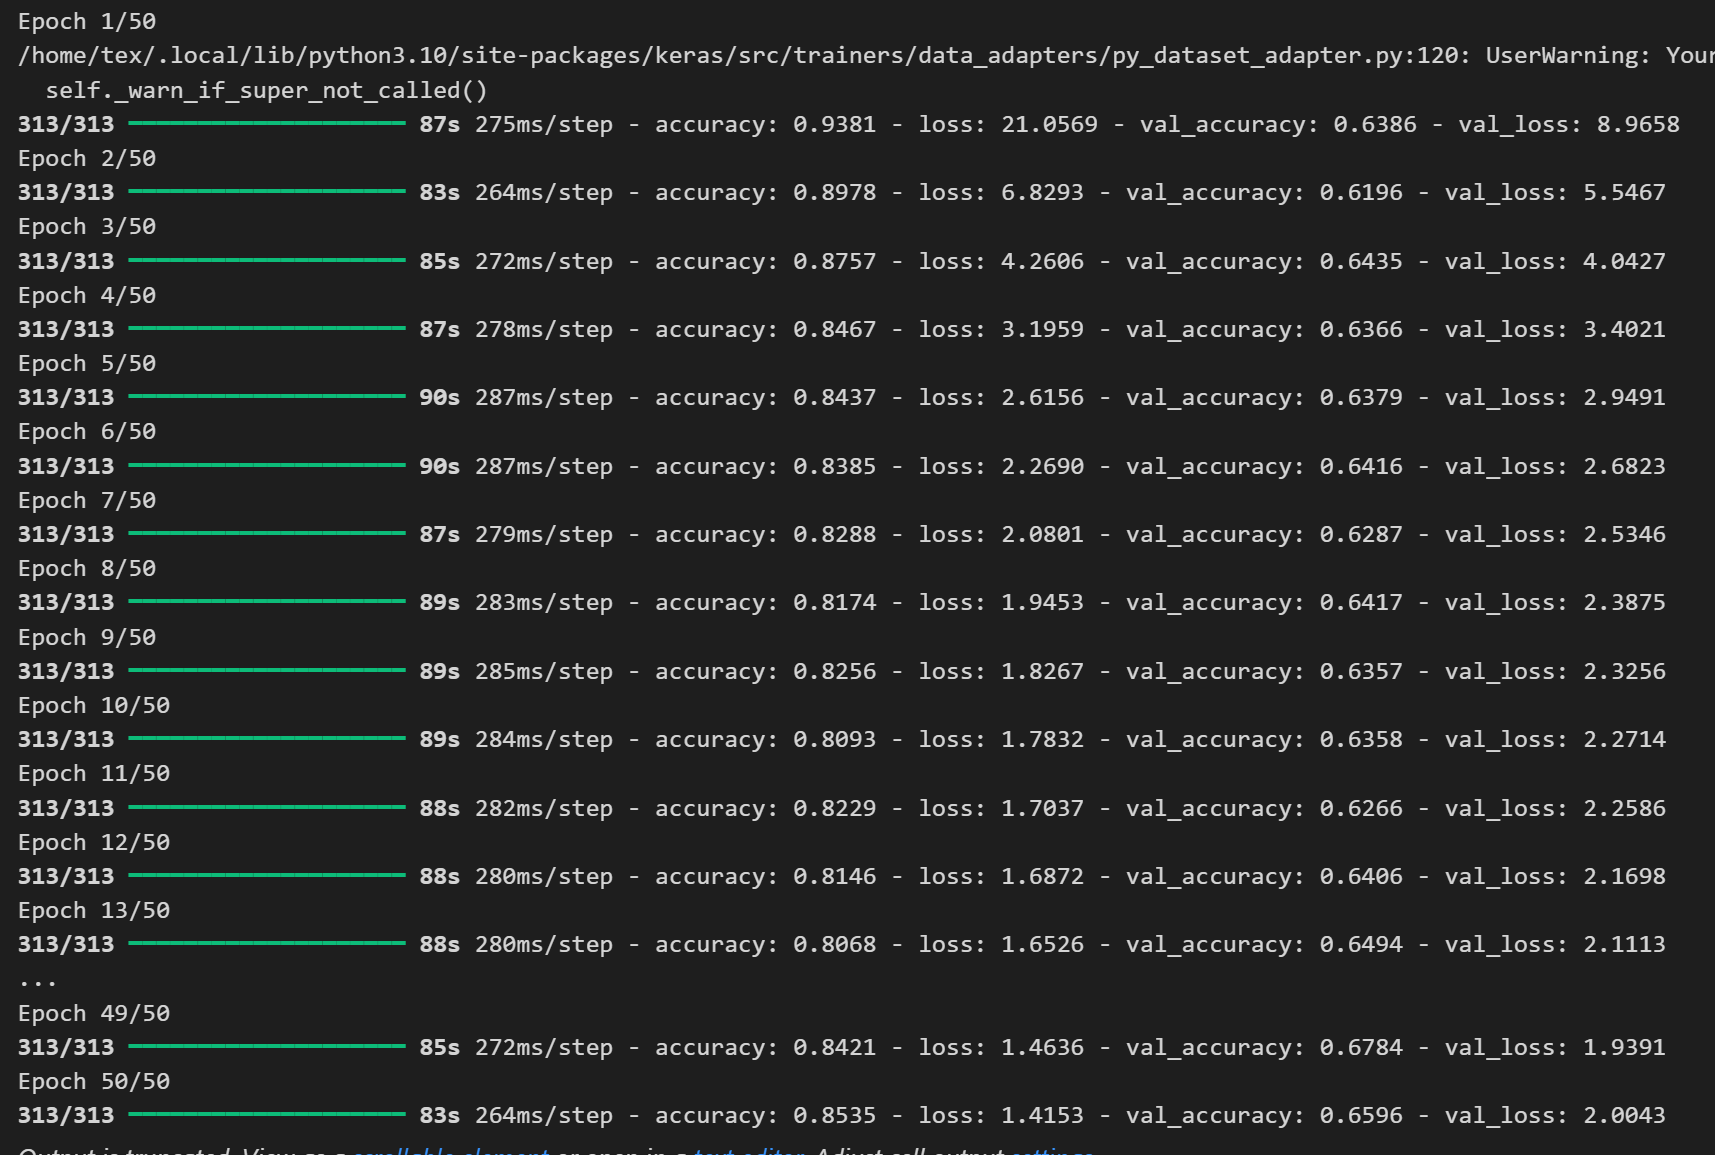 Epoch 1/50
/home/tex/.local/lib/python3.10/site-packages/keras/src/trainers/data_adapters/py_dataset_adapter.py:120: UserWarning: Your
self._warn_if_super_not_called()
313/313 ━━━━━━━━━━━━━━━━━━━━ 87s 275ms/step - accuracy: 0.9381 - loss: 21.0569 - val_accuracy: 0.6386 - val_loss: 8.9658
Epoch 2/50
313/313 ━━━━━━━━━━━━━━━━━━━━ 83s 264ms/step - accuracy: 0.8978 - loss: 6.8293 - val_accuracy: 0.6196 - val_loss: 5.5467
Epoch 3/50
313/313 ━━━━━━━━━━━━━━━━━━━━ 85s 272ms/step - accuracy: 0.8757 - loss: 4.2606 - val_accuracy: 0.6435 - val_loss: 4.0427
Epoch 4/50
313/313 ━━━━━━━━━━━━━━━━━━━━ 87s 278ms/step - accuracy: 0.8467 - loss: 3.1959 - val_accuracy: 0.6366 - val_loss: 3.4021
Epoch 5/50
313/313 ━━━━━━━━━━━━━━━━━━━━ 90s 287ms/step - accuracy: 0.8437 - loss: 2.6156 - val_accuracy: 0.6379 - val_loss: 2.9491
Epoch 6/50
313/313 ━━━━━━━━━━━━━━━━━━━━ 90s 287ms/step - accuracy: 0.8385 - loss: 2.2690 - val_accuracy: 0.6416 - val_loss: 2.6823
Epoch 7/50
313/313 ━━━━━━━━━━━━━━━━━━━━ 87s 279ms/step - accuracy: 0.8288 - loss: 2.0801 - val_accuracy: 0.6287 - val_loss: 2.5346
Epoch 8/50
313/313 ━━━━━━━━━━━━━━━━━━━━ 89s 283ms/step - accuracy: 0.8174 - loss: 1.9453 - val_accuracy: 0.6417 - val_loss: 2.3875
Epoch 9/50
313/313 ━━━━━━━━━━━━━━━━━━━━ 89s 285ms/step - accuracy: 0.8256 - loss: 1.8267 - val_accuracy: 0.6357 - val_loss: 2.3256
Epoch 10/50
313/313 ━━━━━━━━━━━━━━━━━━━━ 89s 284ms/step - accuracy: 0.8093 - loss: 1.7832 - val_accuracy: 0.6358 - val_loss: 2.2714
Epoch 11/50
313/313 ━━━━━━━━━━━━━━━━━━━━ 88s 282ms/step - accuracy: 0.8229 - loss: 1.7037 - val_accuracy: 0.6266 - val_loss: 2.2586
Epoch 12/50
313/313 ━━━━━━━━━━━━━━━━━━━━ 88s 280ms/step - accuracy: 0.8146 - loss: 1.6872 - val_accuracy: 0.6406 - val_loss: 2.1698
Epoch 13/50
313/313 ━━━━━━━━━━━━━━━━━━━━ 88s 280ms/step - accuracy: 0.8068 - loss: 1.6526 - val_accuracy: 0.6494 - val_loss: 2.1113
...
Epoch 49/50
313/313 ━━━━━━━━━━━━━━━━━━━━ 85s 272ms/step - accuracy: 0.8421 - loss: 1.4636 - val_accuracy: 0.6784 - val_loss: 1.9391
Epoch 50/50
313/313 ━━━━━━━━━━━━━━━━━━━━ 83s 264ms/step - accuracy: 0.8535 - loss: 1.4153 - val_accuracy: 0.6596 - val_loss: 2.0043
Output is truncated. View as a scrollable element or open in a text editor. Adjust cell output settings...